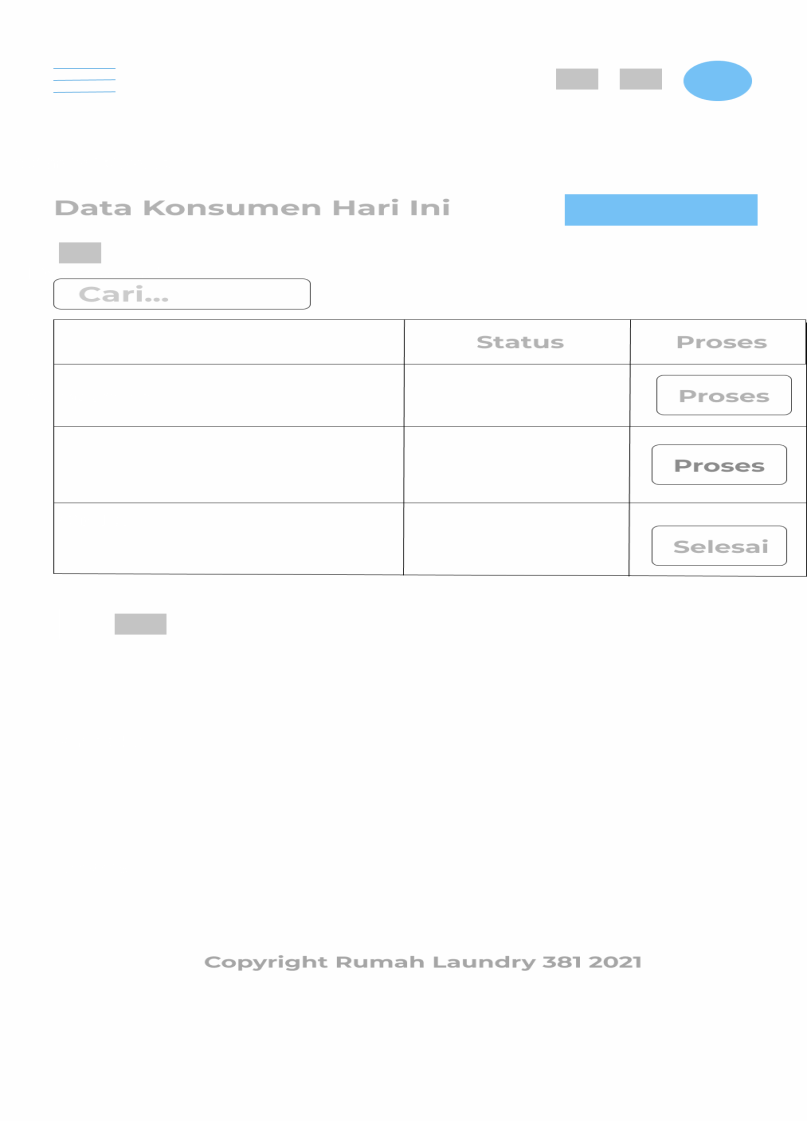 Data Konsumen Hari Ini
Cari...
Status Proses
Proses
Proses
Selesai
Copyright Rumah Laundry 381 2021